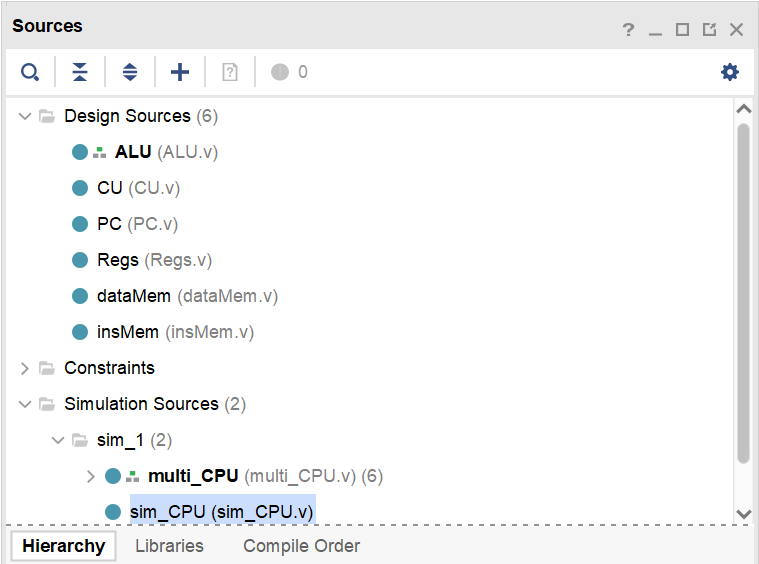 Sources
0
Design Sources (6)
ALU (ALU.v)
CU (CU.v)
PC (PC.v)
Regs (Regs.v)
dataMem (dataMem.v)
insMem (insMem.v)
Constraints
Simulation Sources (2)
sim_1 (2)
multi_CPU (multi_CPU.v) (6)
sim_CPU (sim_CPU.v)
Hierarchy Libraries Compile Order